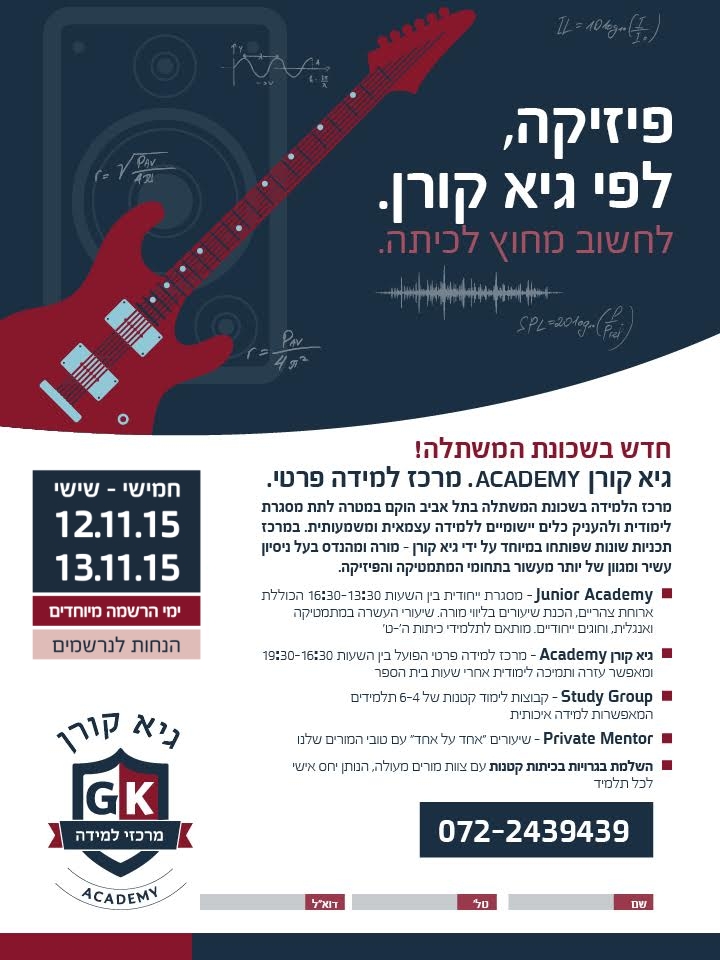 IL = 10 log₁₀ (I/I₀)
r = √(PAV/4π)
פיזיקה,
לפי גיא קורן.
לחשוב מחוץ לכיתה.
r = PAV/4π²
חדש בשכונת המשתלה!
גיא קורן ACADEMY. מרכז למידה פרטי.
מרכז הלמידה בשכונת המשתלה בתל אביב הוקם במטרה לתת מסגרת
לימודית ולהעניק כלים יישומיים ללמידה עצמאית ומשמעותית. במרכז
תכניות שונות שפותחו במיוחד על ידי גיא קורן - מורה ומהנדס בעל ניסיון
עשיר ומגוון של יותר מעשור בתחומי המתמטיקה והפיזיקה.
Junior Academy - מסגרת ייחודית בין השעות 16:30-13:30 הכוללת
ארוחת צהריים, הכנת שיעורים בליווי מורה. שיעורי העשרה במתמטיקה
ואנגלית, וחוגים ייחודיים. מותאם לתלמידי כיתות ה'-ט'
גיא קורן Academy - מרכז למידה פרטי הפועל בין השעות 19:30-16:30
ומאפשר עזרה ותמיכה לימודית אחרי שעות בית הספר
Study Group - קבוצות לימוד קטנות של 6-4 תלמידים
המאפשרות למידה איכותית
Private Mentor - שיעורים "אחד על אחד" עם טובי המורים שלנו
השלמת בגרויות בכיתות קטנות עם צוות מורים מעולה, הנותן יחס אישי
לכל תלמיד
072-2439439
חמישי - שישי
12.11.15
13.11.15
ימי הרשמה מיוחדים
הנחות לנרשמים
גיא קורן
GK
מרכזי למידה
ACADEMY
שם
טל'
דוא"ל